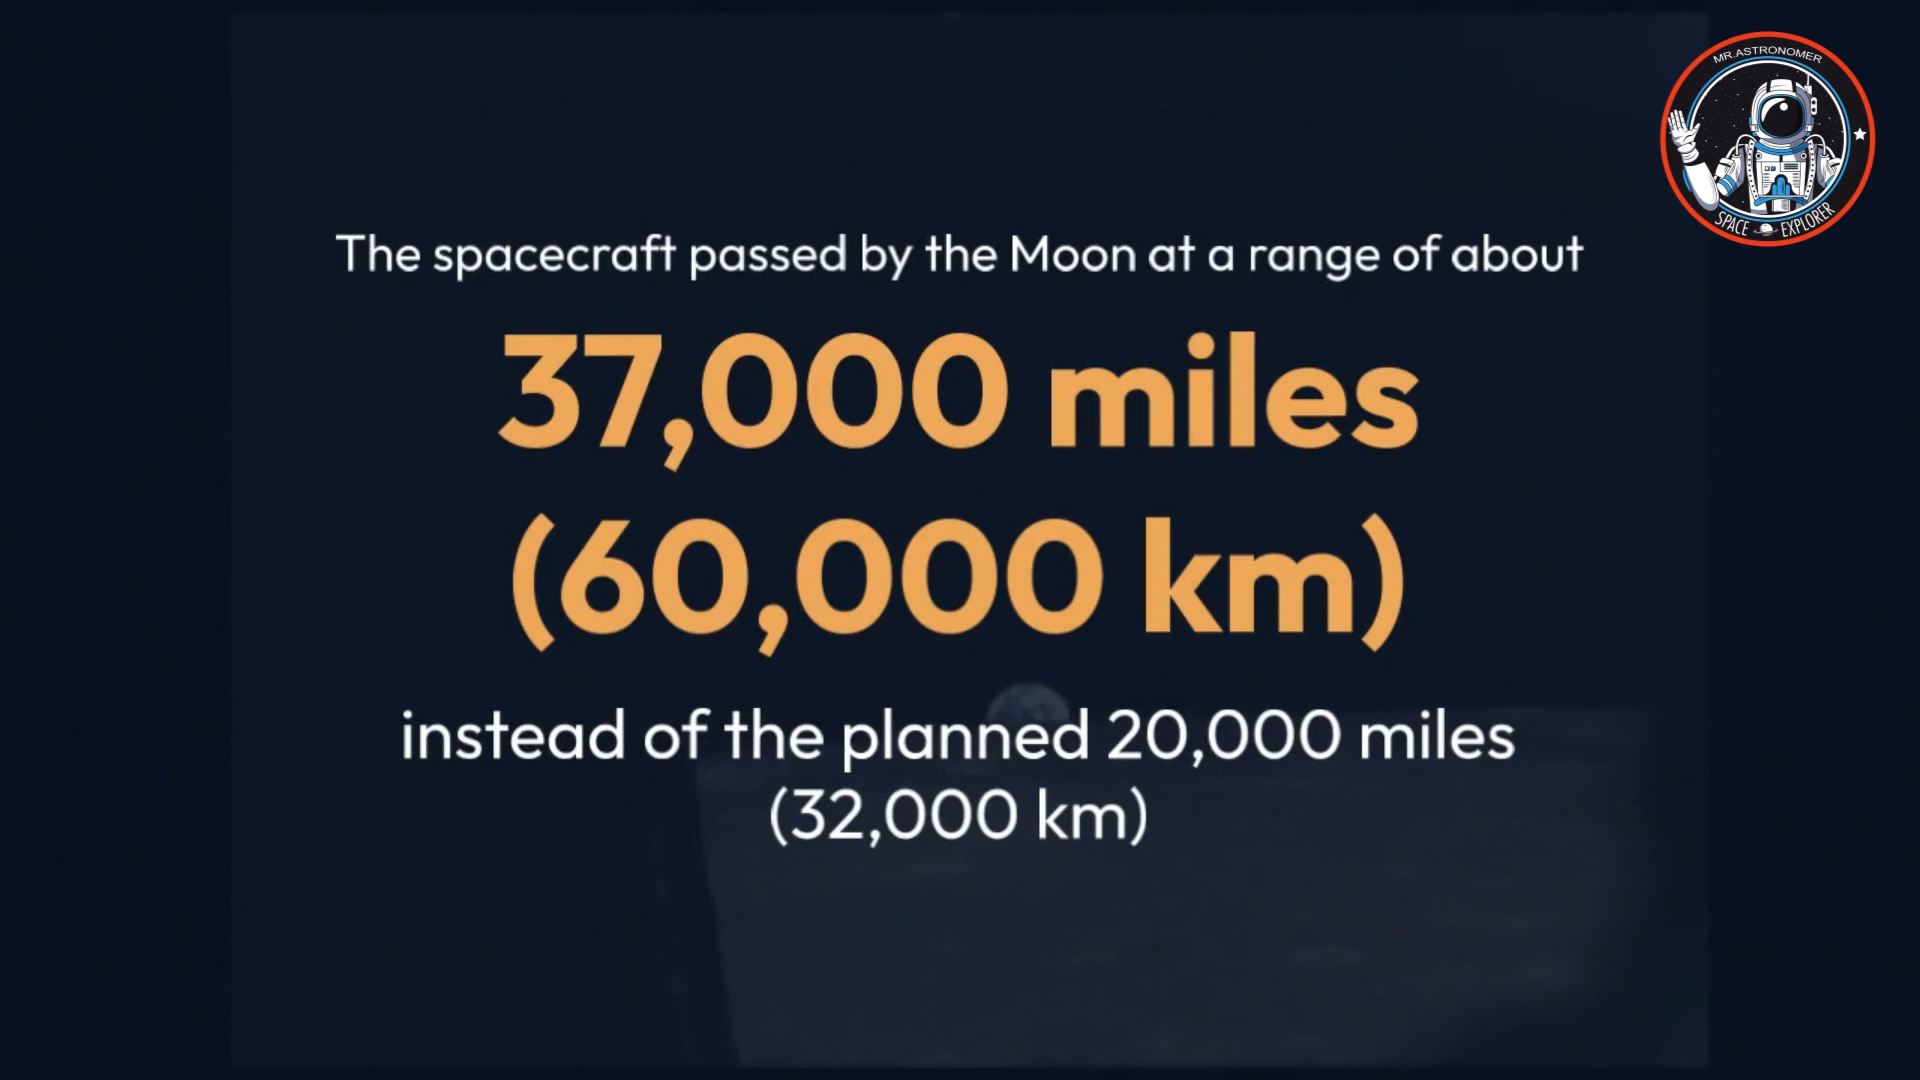 MR.ASTRONOMER
SPACE EXPLORER
The spacecraft passed by the Moon at a range of about
37,000 miles
(60,000 km)
instead of the planned 20,000 miles
(32,000 km)